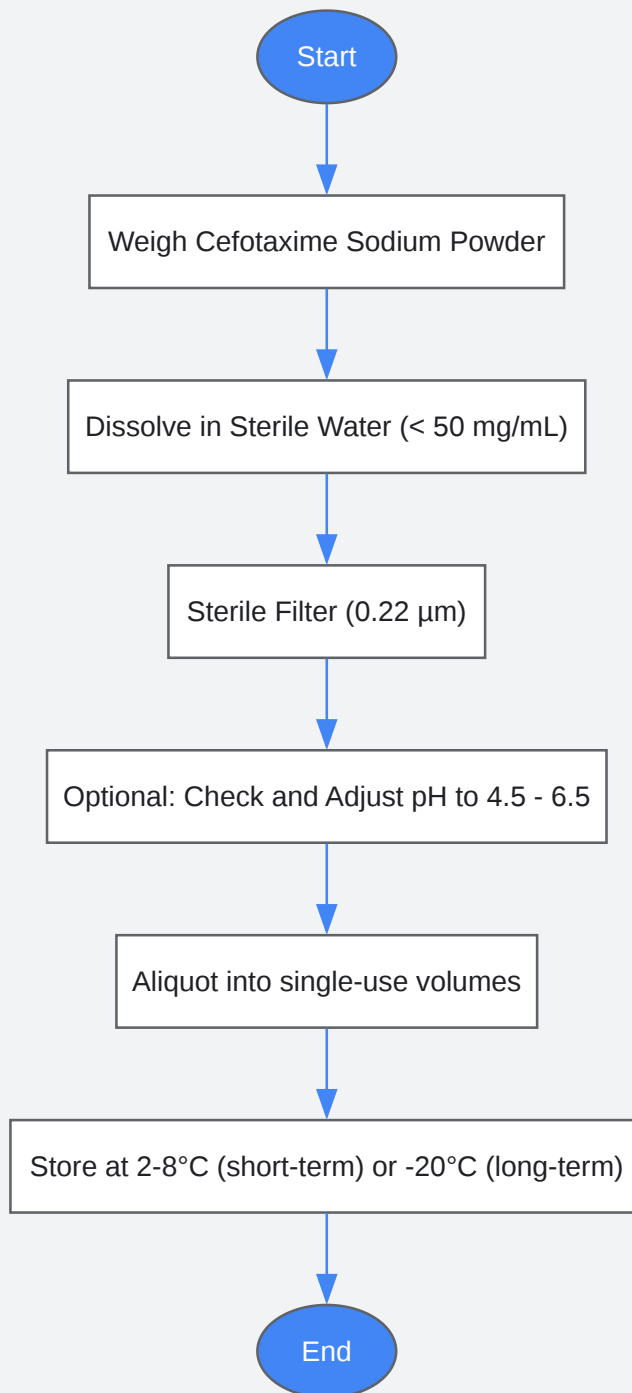 Start
Weigh Cefotaxime Sodium Powder
Dissolve in Sterile Water (< 50 mg/mL)
Sterile Filter (0.22 µm)
Optional: Check and Adjust pH to 4.5 - 6.5
Aliquot into single-use volumes
Store at 2-8°C (short-term) or -20°C (long-term)
End